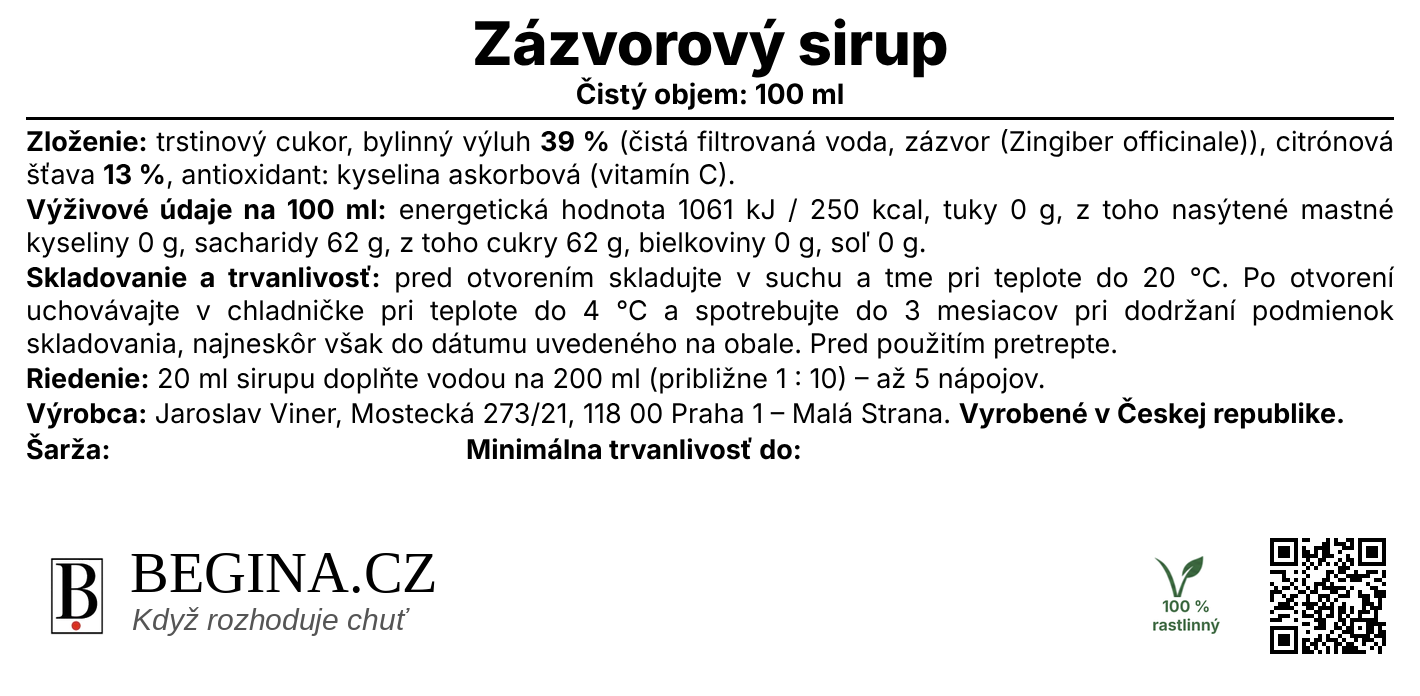 Zázvorový sirup
Čistý objem: 100 ml
Zloženie: trstinový cukor, bylinný výluh 39 % (čistá filtrovaná voda, zázvor (Zingiber officinale)), citrónová
šťava 13 %, antioxidant: kyselina askorbová (vitamín C).
Výživové údaje na 100 ml: energetická hodnota 1061 kJ / 250 kcal, tuky 0 g, z toho nasýtené mastné
kyseliny 0 g, sacharidy 62 g, z toho cukry 62 g, bielkoviny 0 g, soľ 0 g.
Skladovanie a trvanlivosť: pred otvorením skladujte v suchu a tme pri teplote do 20 °C. Po otvorení
uchovávajte v chladničke pri teplote do 4 °C a spotrebujte do 3 mesiacov pri dodržaní podmienok
skladovania, najneskôr však do dátumu uvedeného na obale. Pred použitím pretrepte.
Riedenie: 20 ml sirupu doplňte vodou na 200 ml (približne 1 : 10) – až 5 nápojov.
Výrobca: Jaroslav Viner, Mostecká 273/21, 118 00 Praha 1 – Malá Strana. Vyrobené v Českej republike.
Šarža: Minimálna trvanlivosť do:
B BEGINA.CZ
Když rozhoduje chuť
100 %
rastlinný